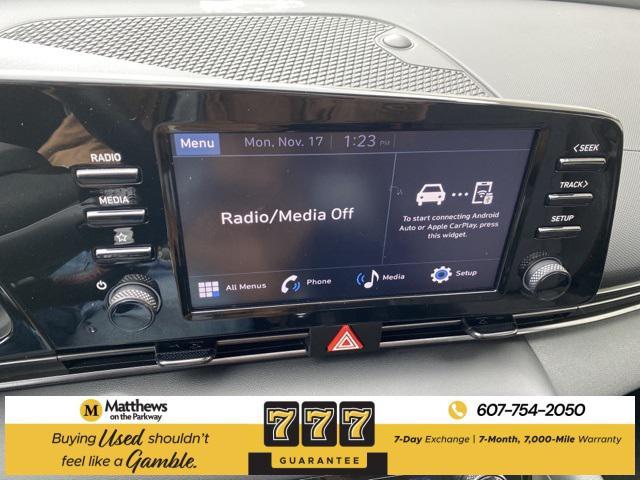 Menu
Mon, Nov. 17
1:23 PM
RADIO
MEDIA
<SEEK
TRACK>
SETUP
Radio/Media Off
To start connecting Android
Auto or Apple CarPlay, press
this widget.
All Menus
Phone
Media
Setup
M Matthews
on the Parkway
Buying Used shouldn't
feel like a Gamble.
777
GUARANTEE
607-754-2050
7-Day Exchange | 7-Month, 7,000-Mile Warranty